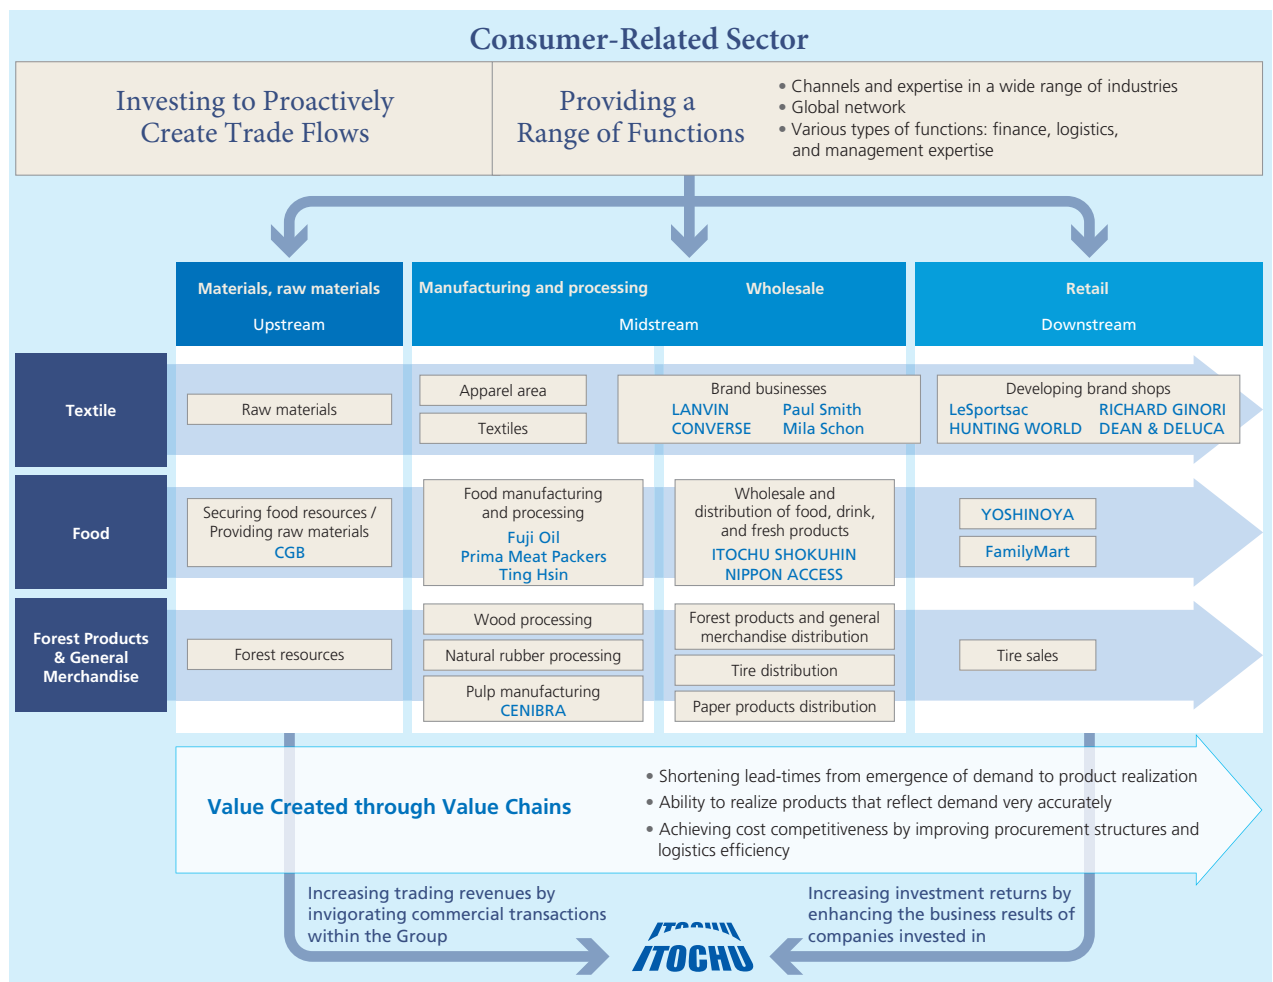 Consumer-Related Sector
Investing to Proactively
Create Trade Flows
Providing a
Range of Functions
• Channels and expertise in a wide range of industries
• Global network
• Various types of functions: finance, logistics,
and management expertise
Materials, raw materials
Upstream
Manufacturing and processing
Wholesale
Midstream
Retail
Downstream
Textile
Raw materials
Apparel area
Textiles
Brand businesses
LANVIN Paul Smith
CONVERSE Mila Schon
Developing brand shops
LeSportsac RICHARD GINORI
HUNTING WORLD DEAN & DELUCA
Food
Securing food resources /
Providing raw materials
CGB
Food manufacturing
and processing
Fuji Oil
Prima Meat Packers
Ting Hsin
Wholesale and
distribution of food, drink,
and fresh products
ITOCHU SHOKUHIN
NIPPON ACCESS
YOSHINOYA
FamilyMart
Forest Products
& General
Merchandise
Forest resources
Wood processing
Natural rubber processing
Pulp manufacturing
CENIBRA
Forest products and general
merchandise distribution
Tire distribution
Paper products distribution
Tire sales
Value Created through Value Chains
• Shortening lead-times from emergence of demand to product realization
• Ability to realize products that reflect demand very accurately
• Achieving cost competitiveness by improving procurement structures and
logistics efficiency
Increasing trading revenues by
invigorating commercial transactions
within the Group
ITOCHU
ITOCHU
Increasing investment returns by
enhancing the business results of
companies invested in